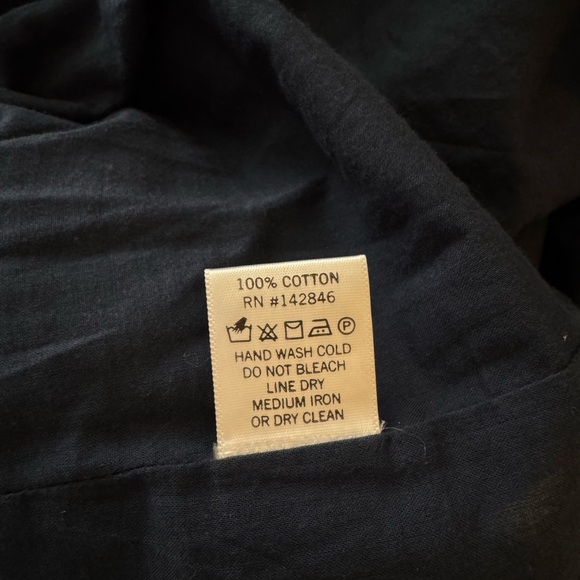 100% COTTON
RN #142846
P
HAND WASH COLD
DO NOT BLEACH
LINE DRY
MEDIUM IRON
OR DRY CLEAN